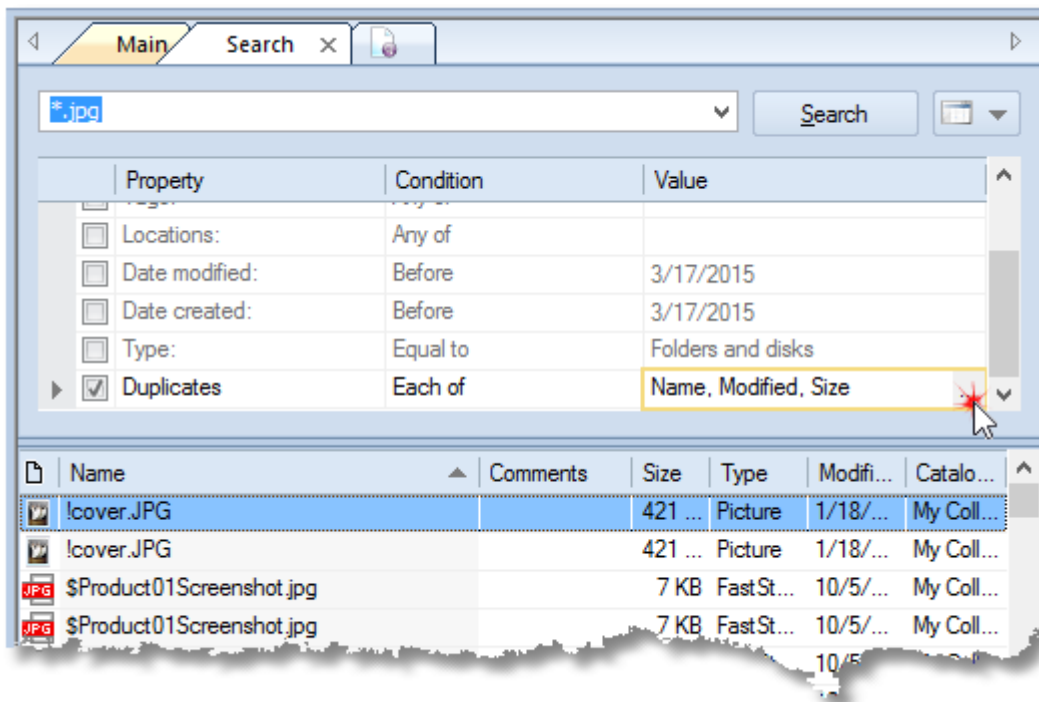 Main Search
*.jpg Search
Property Condition Value
Locations: Any of
Date modified: Before 3/17/2015
Date created: Before 3/17/2015
Type: Equal to Folders and disks
Duplicates Each of Name, Modified, Size
Name Comments Size Type Modifi... Catalo...
!cover.JPG 421 ... Picture 1/18/... My Coll...
!cover.JPG 421 ... Picture 1/18/... My Coll...
JPG $Product01Screenshot.jpg 7 KB FastSt... 10/5/... My Coll...
JPG $Product01Screenshot.jpg 7 KB FastSt... 10/5/... My Coll...